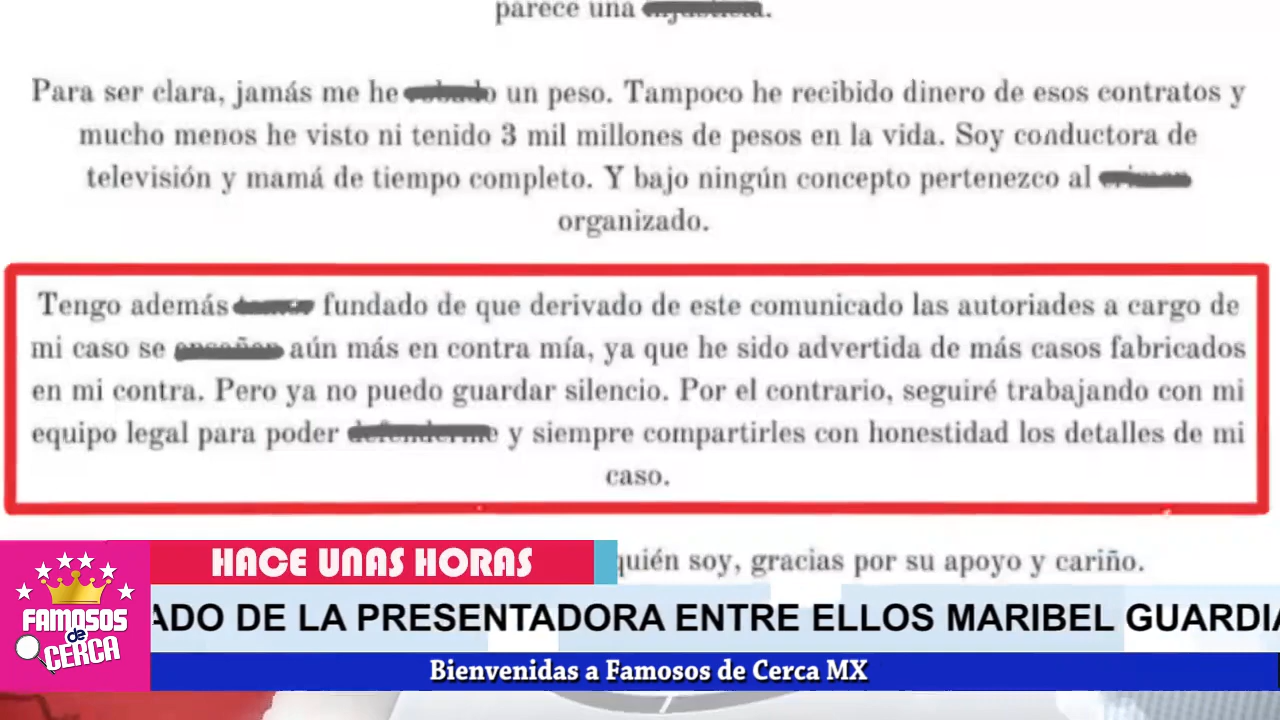 parece una injusticia.
Para ser clara, jamás me he robado un peso. Tampoco he recibido dinero de esos contratos y
mucho menos he visto ni tenido 3 mil millones de pesos en la vida. Soy conductora de
televisión y mamá de tiempo completo. Y bajo ningún concepto pertenezco al crimen
organizado.
Tengo además fundado de que derivado de este comunicado las autoriades a cargo de
mi caso se ensañen aún más en contra mía, ya que he sido advertida de más casos fabricados
en mi contra. Pero ya no puedo guardar silencio. Por el contrario, seguiré trabajando con mi
equipo legal para poder defenderme y siempre compartirles con honestidad los detalles de mi
caso.
quién soy, gracias por su apoyo y cariño.
HACE UNAS HORAS
ADO DE LA PRESENTADORA ENTRE ELLOS MARIBEL GUARDIA
FAMOSOS
de
CERCA
Bienvenidas a Famosos de Cerca MX